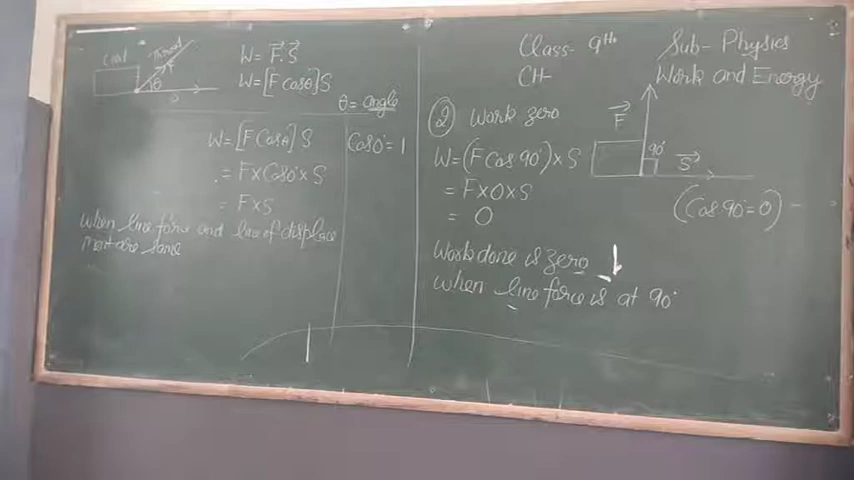 Class- 9th Sub- Physics
CH- Work and Energy
Thread
F
θ
W= F.S
W=[F Cosθ]S
θ= angle
W=[F Cosθ] S
Cos0°=1
= F×Cos0°×S
= F×S
When line force and line of displace
ment are same
② Work zero
W=(F Cos 90°)×S
= F×0×S
= 0
F
90°
S
(Cos 90°=0)
Work done is zero
When line force is at 90°